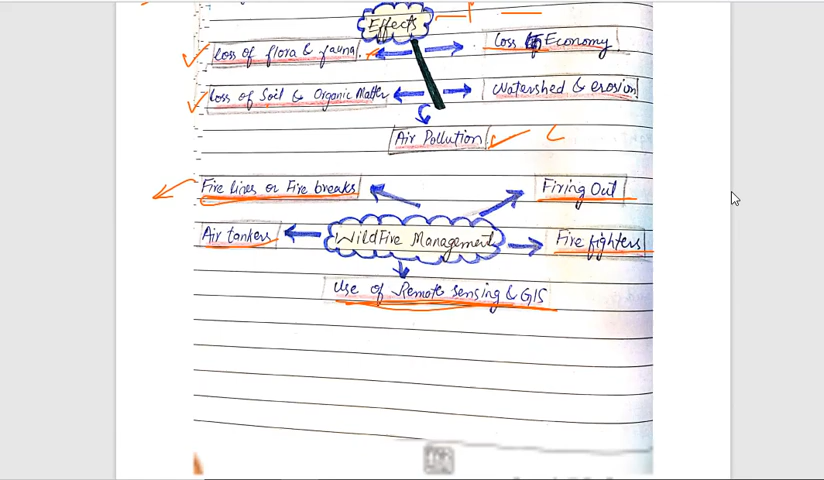 Effects
Loss of flora & fauna.
Loss of Economy
Loss of Soil & Organic Matter
Watershed & erosion
Air Pollution
Fire lines or Fire breaks
Firing Out
Air tankers
WildFire Management
Fire fighters
Use of Remote sensing & GIS